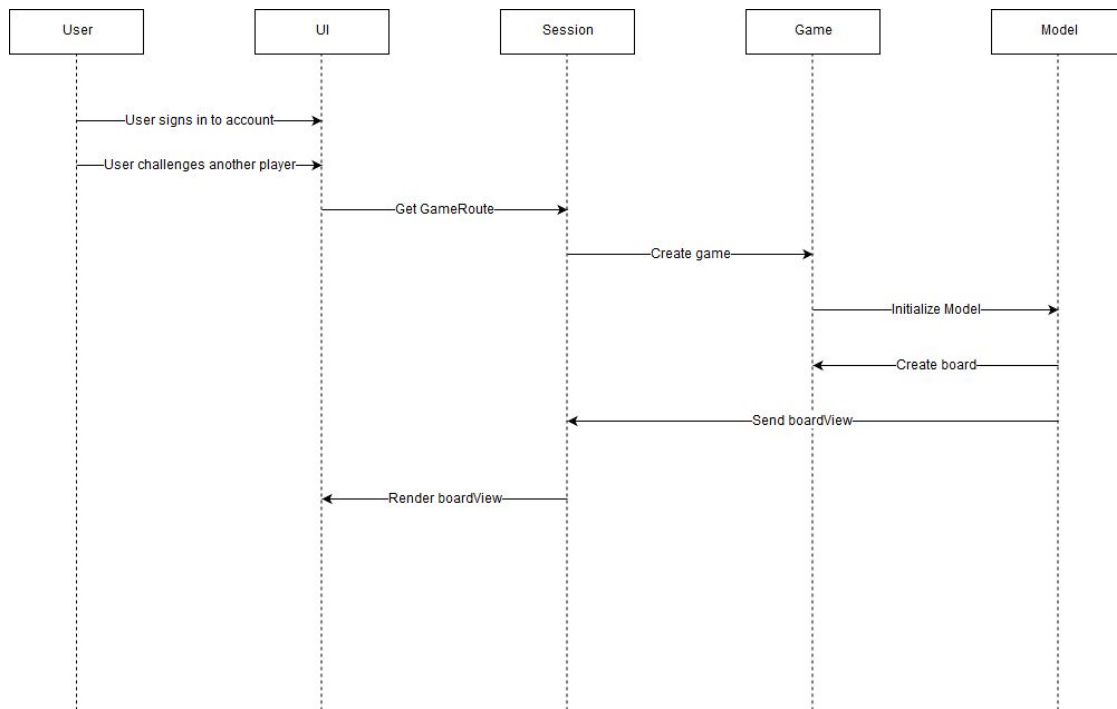 User
UI
Session
Game
Model
User signs in to account
User challenges another player
Get GameRoute
Create game
Initialize Model
Create board
Send boardView
Render boardView